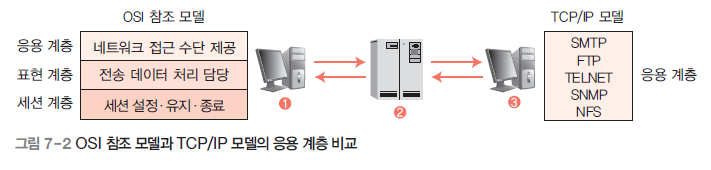 OSI 참조 모델
TCP/IP 모델
응용 계층
네트워크 접근 수단 제공
표현 계층
전송 데이터 처리 담당
세션 계층
세션 설정·유지·종료
❶
❷
❸
SMTP
FTP
TELNET
SNMP
NFS
응용 계층
그림 7-2 OSI 참조 모델과 TCP/IP 모델의 응용 계층 비교